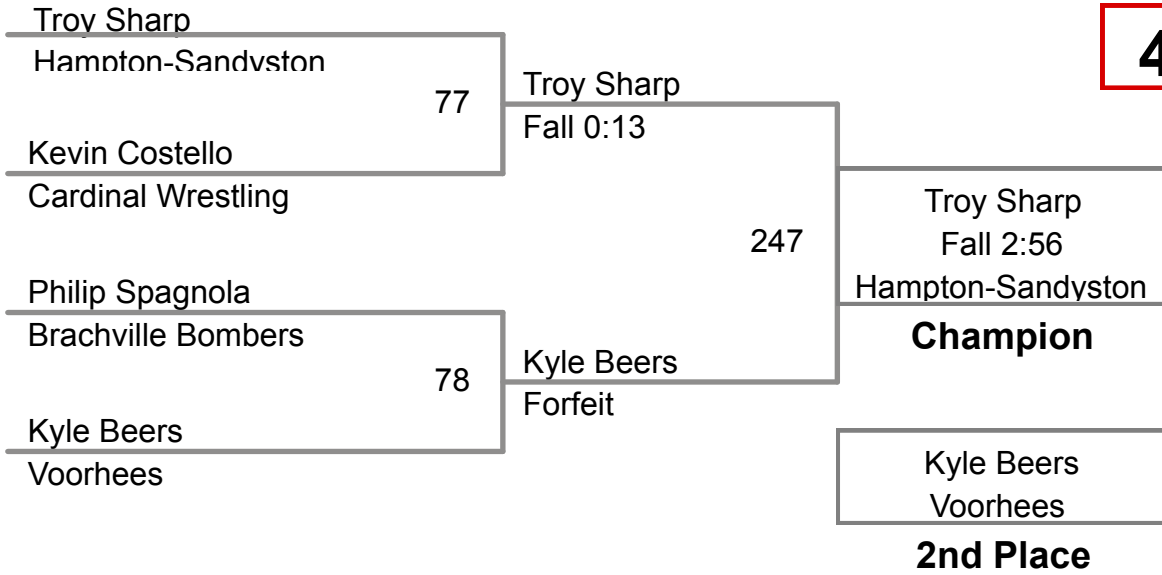 Troy Sharp
Hampton-Sandyston
77
Kevin Costello
Cardinal Wrestling
Philip Spagnola
Brachville Bombers
78
Kyle Beers
Voorhees
Troy Sharp
Fall 0:13
247
Kyle Beers
Forfeit
4
Troy Sharp
Fall 2:56
Hampton-Sandyston
Champion
Kyle Beers
Voorhees
2nd Place